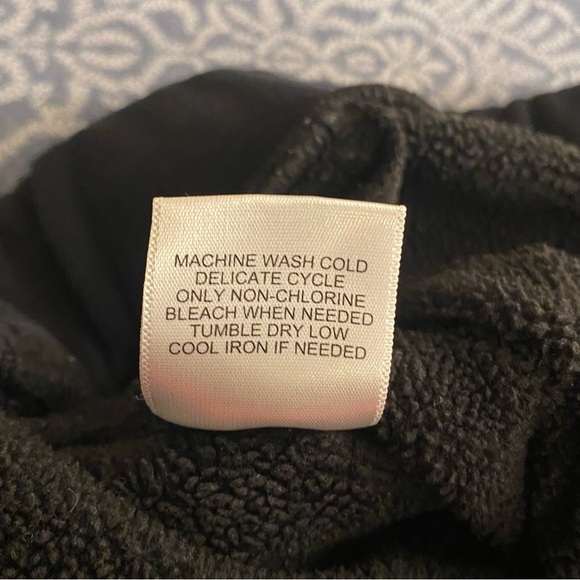 MACHINE WASH COLD
DELICATE CYCLE
ONLY NON-CHLORINE
BLEACH WHEN NEEDED
TUMBLE DRY LOW
COOL IRON IF NEEDED